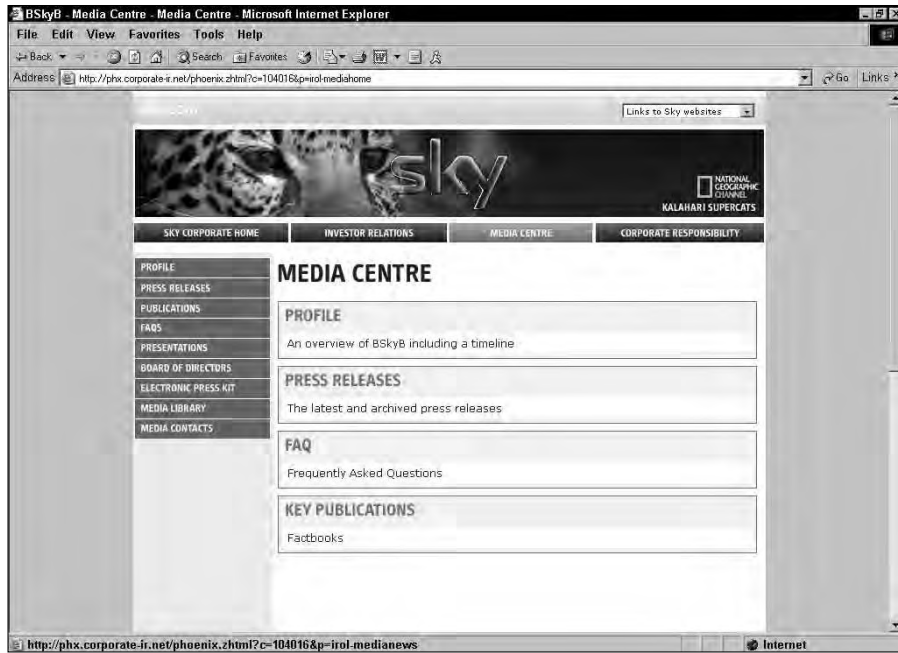 BSkyB - Media Centre - Media Centre - Microsoft Internet Explorer
File Edit View Favorites Tools Help
Back Search Favorites
Address http://phx.corporate-ir.net/phoenix.zhtml?c=104016&p=irol-mediahome Go Links
Links to Sky websites
sky
NATIONAL
GEOGRAPHIC
CHANNEL
KALAHARI SUPERCATS
SKY CORPORATE HOME INVESTOR RELATIONS MEDIA CENTRE CORPORATE RESPONSIBILITY
PROFILE
PRESS RELEASES
PUBLICATIONS
FAQS
PRESENTATIONS
BOARD OF DIRECTORS
ELECTRONIC PRESS KIT
MEDIA LIBRARY
MEDIA CONTACTS
MEDIA CENTRE
PROFILE
An overview of BSkyB including a timeline
PRESS RELEASES
The latest and archived press releases
FAQ
Frequently Asked Questions
KEY PUBLICATIONS
Factbooks
http://phx.corporate-ir.net/phoenix.zhtml?c=104016&p=irol-medianews Internet